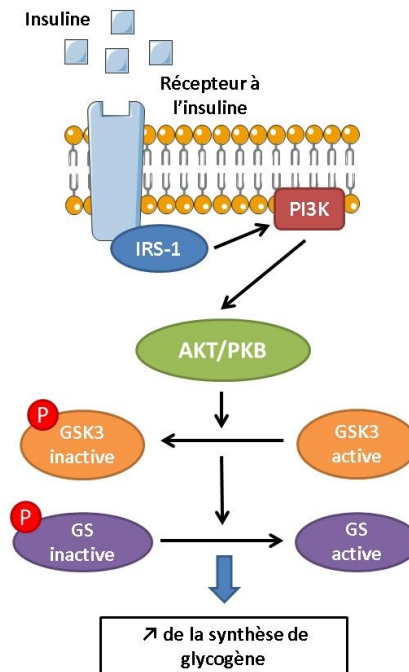 Insuline
Récepteur à
l'insuline
PI3K
IRS-1
AKT/PKB
P
GSK3
inactive
GSK3
active
P
GS
inactive
GS
active
↗ de la synthèse de
glycogène